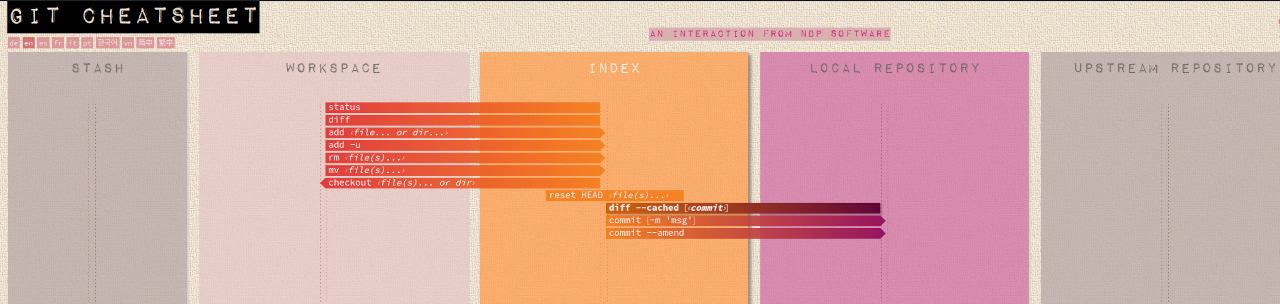 GIT CHEATSHEET
AN INTERACTION FROM NDP SOFTWARE
de en es fr it pt 한국어 vn 简中 繁中
STASH
WORKSPACE
INDEX
LOCAL REPOSITORY
UPSTREAM REPOSITORY
status
diff
add ‹file... or dir...›
add -u
rm ‹file(s)...›
mv ‹file(s)...›
checkout ‹file(s)... or dir›
reset HEAD ‹file(s)...›
diff --cached [‹commit›]
commit [-m 'msg']
commit --amend